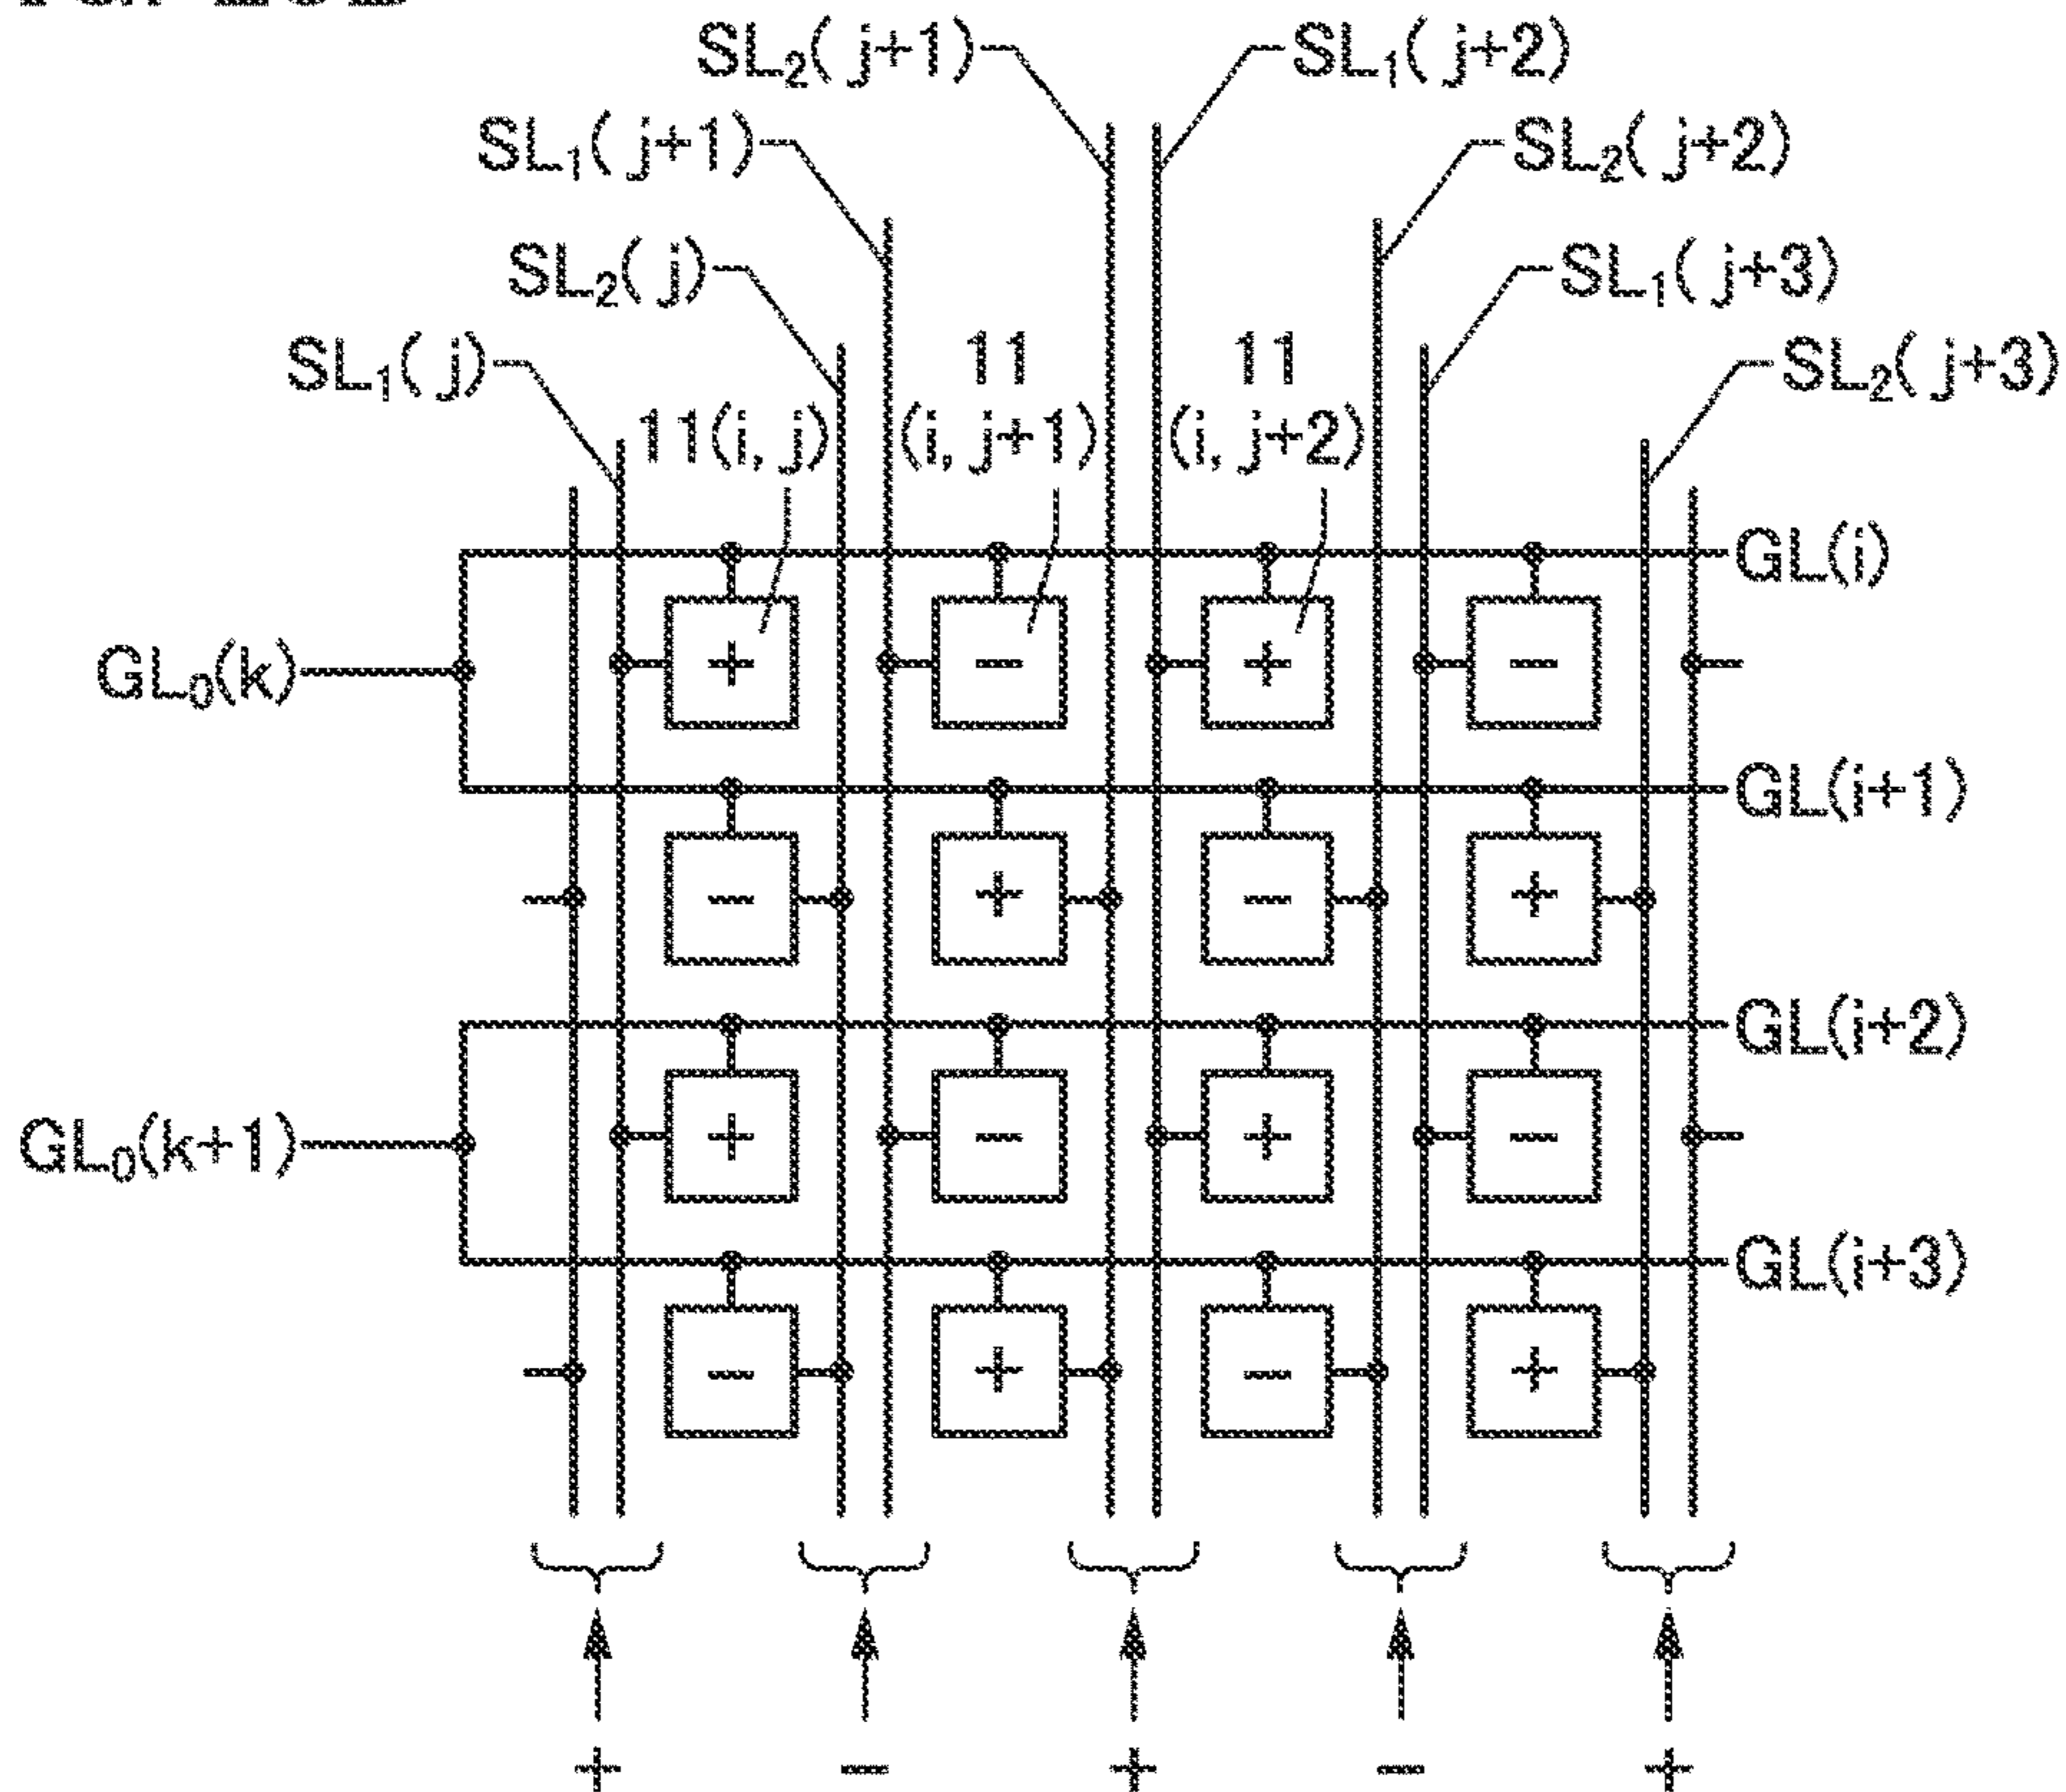 SL₂(j+1) SL₁(j+2)
SL₁(j+1) SL₂(j+2)
SL₂(j) SL₁(j+3)
SL₁(j) 11 11 SL₂(j+3)
11(i, j) (i, j+1) (i, j+2)
GL(i)
+ − + −
GL₀(k)
GL(i+1)
− + − +
GL(i+2)
+ − + −
GL₀(k+1)
GL(i+3)
− + − +
+ − + − +